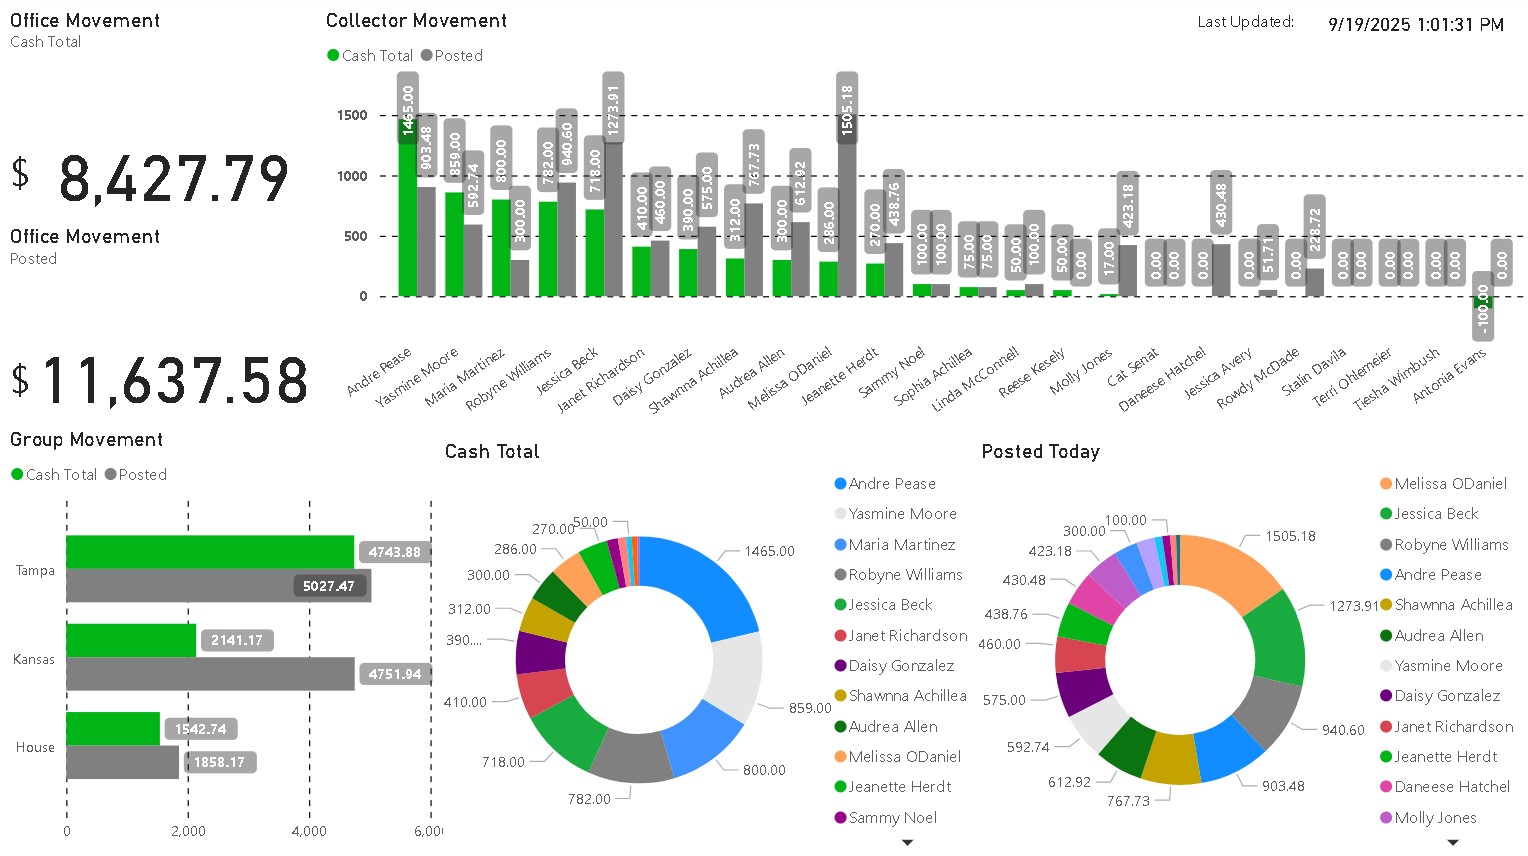 Office Movement
Cash Total
$ 8,427.79
Office Movement
Posted
$ 11,637.58
Collector Movement
Cash Total Posted
Last Updated: 9/19/2025 1:01:31 PM
1500
1000
500
0
1465.00 903.48
859.00 592.74
800.00 300.00
782.00 940.60
718.00 1273.91
410.00 460.00
390.00 575.00
312.00 767.73
300.00 612.92
286.00 1505.18
270.00 438.76
100.00 100.00
75.00 75.00
50.00 100.00
50.00 0.00
17.00 423.18
0.00 0.00
0.00 430.48
0.00 51.71
0.00 228.72
0.00 0.00
0.00 0.00
0.00 0.00
-100.00 0.00
Andre Pease
Yasmine Moore
Maria Martinez
Robyne Williams
Jessica Beck
Janet Richardson
Daisy Gonzalez
Shawnna Achillea
Audrea Allen
Melissa ODaniel
Jeanette Herdt
Sammy Noel
Sophia Achillea
Linda McConnell
Reese Kesely
Molly Jones
Cat Senat
Daneese Hatchel
Jessica Avery
Rowdy McDade
Stalin Davila
Terri Ohlemeier
Tiesha Wimbush
Antonia Evans
Group Movement
Cash Total Posted
Tampa
4743.88
5027.47
Kansas
2141.17
4751.94
House
1542.74
1858.17
0 2,000 4,000 6,000
Cash Total
1465.00
859.00
800.00
782.00
718.00
410.00
390....
312.00
300.00
286.00
270.00
50.00
Andre Pease
Yasmine Moore
Maria Martinez
Robyne Williams
Jessica Beck
Janet Richardson
Daisy Gonzalez
Shawnna Achillea
Audrea Allen
Melissa ODaniel
Jeanette Herdt
Sammy Noel
Posted Today
1505.18
1273.91
940.60
903.48
767.73
612.92
592.74
575.00
460.00
438.76
430.48
423.18
300.00
100.00
Melissa ODaniel
Jessica Beck
Robyne Williams
Andre Pease
Shawnna Achillea
Audrea Allen
Yasmine Moore
Daisy Gonzalez
Janet Richardson
Jeanette Herdt
Daneese Hatchel
Molly Jones